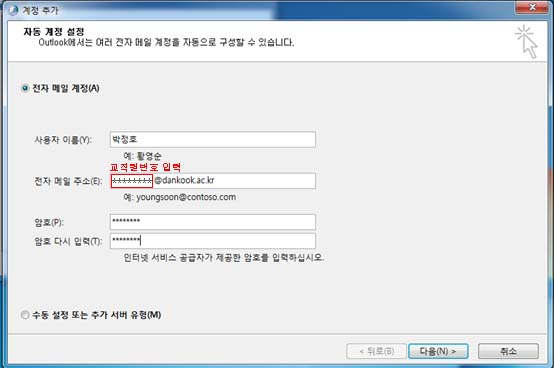 계정 추가
자동 계정 설정
Outlook에서는 여러 전자 메일 계정을 자동으로 구성할 수 있습니다.
전자 메일 계정(A)
사용자 이름(Y): 박정호
예: 황영순
교직원번호 입력
전자 메일 주소(E): ********@dankook.ac.kr
예: youngsoon@contoso.com
암호(P): ********
암호 다시 입력(T): ********
인터넷 서비스 공급자가 제공한 암호를 입력하십시오.
수동 설정 또는 추가 서버 유형(M)
< 뒤로(B) 다음(N) > 취소